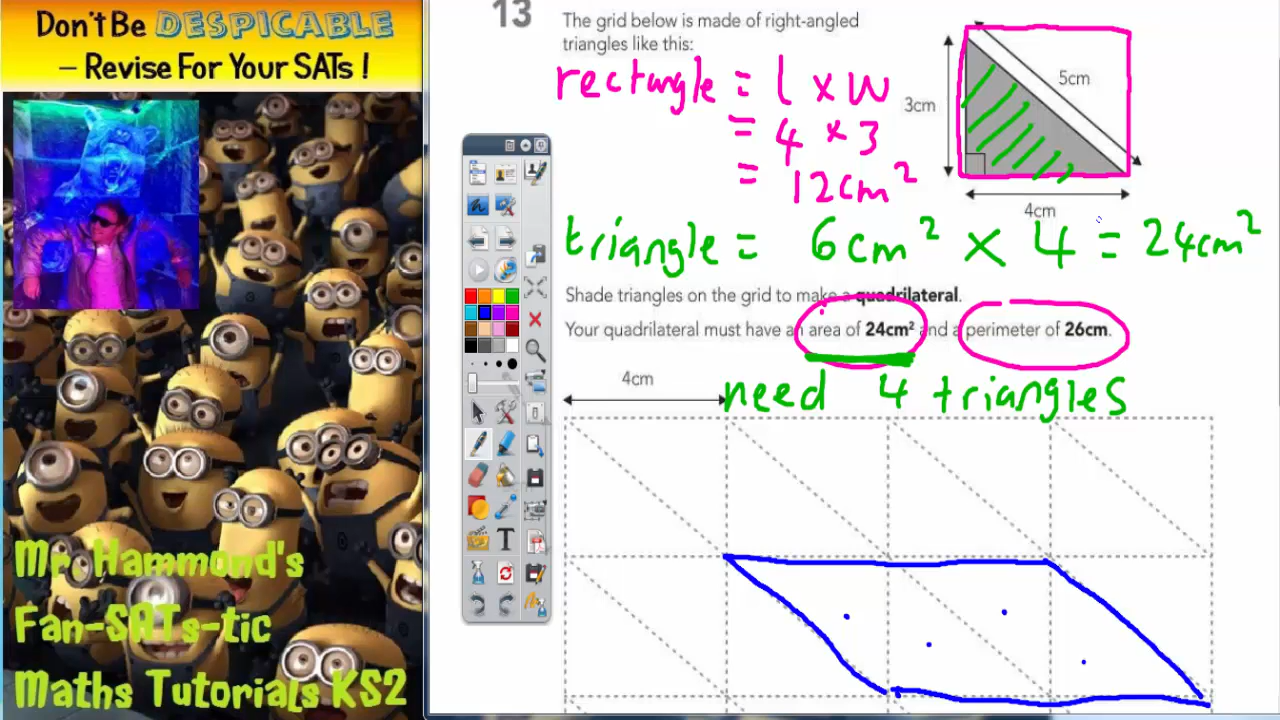 Don't Be DESPICABLE
– Revise For Your SATs !
Mr Hammond's
Fan-SATs-tic
Maths Tutorials KS2
13
The grid below is made of right-angled
triangles like this:
rectangle = l x w
= 4 x 3
= 12cm²
3cm
5cm
4cm
triangle = 6cm² x 4 = 24cm²
Shade triangles on the grid to make a quadrilateral.
Your quadrilateral must have an area of 24cm² and a perimeter of 26cm.
4cm
need 4 triangles